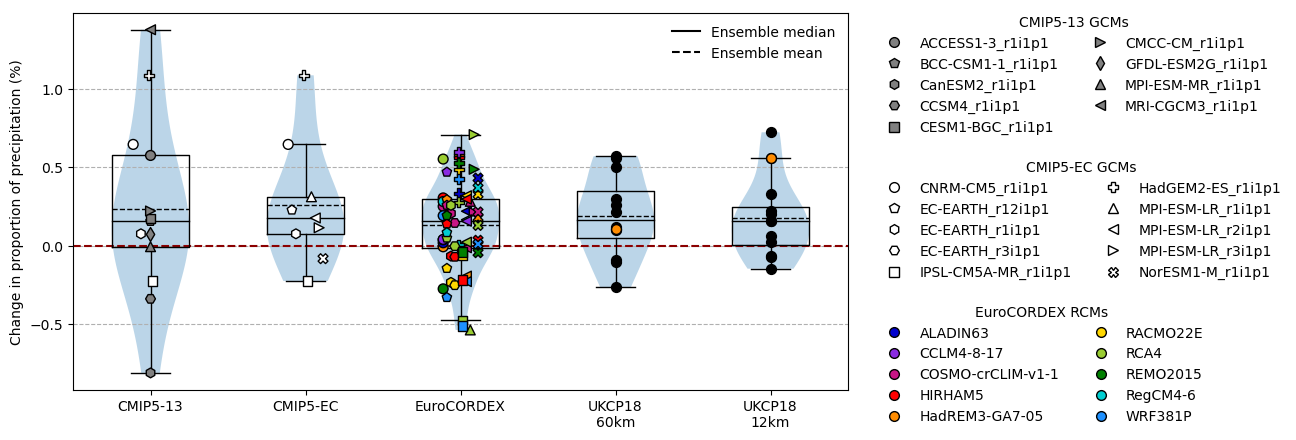 Change in proportion of precipitation (%)
1.0
0.5
0.0
−0.5
Ensemble median
Ensemble mean
CMIP5-13
CMIP5-EC
EuroCORDEX
UKCP18
60km
UKCP18
12km
CMIP5-13 GCMs
ACCESS1-3_r1i1p1
BCC-CSM1-1_r1i1p1
CanESM2_r1i1p1
CCSM4_r1i1p1
CESM1-BGC_r1i1p1
CMCC-CM_r1i1p1
GFDL-ESM2G_r1i1p1
MPI-ESM-MR_r1i1p1
MRI-CGCM3_r1i1p1
CMIP5-EC GCMs
CNRM-CM5_r1i1p1
EC-EARTH_r12i1p1
EC-EARTH_r1i1p1
EC-EARTH_r3i1p1
IPSL-CM5A-MR_r1i1p1
HadGEM2-ES_r1i1p1
MPI-ESM-LR_r1i1p1
MPI-ESM-LR_r2i1p1
MPI-ESM-LR_r3i1p1
NorESM1-M_r1i1p1
EuroCORDEX RCMs
ALADIN63
CCLM4-8-17
COSMO-crCLIM-v1-1
HIRHAM5
HadREM3-GA7-05
RACMO22E
RCA4
REMO2015
RegCM4-6
WRF381P